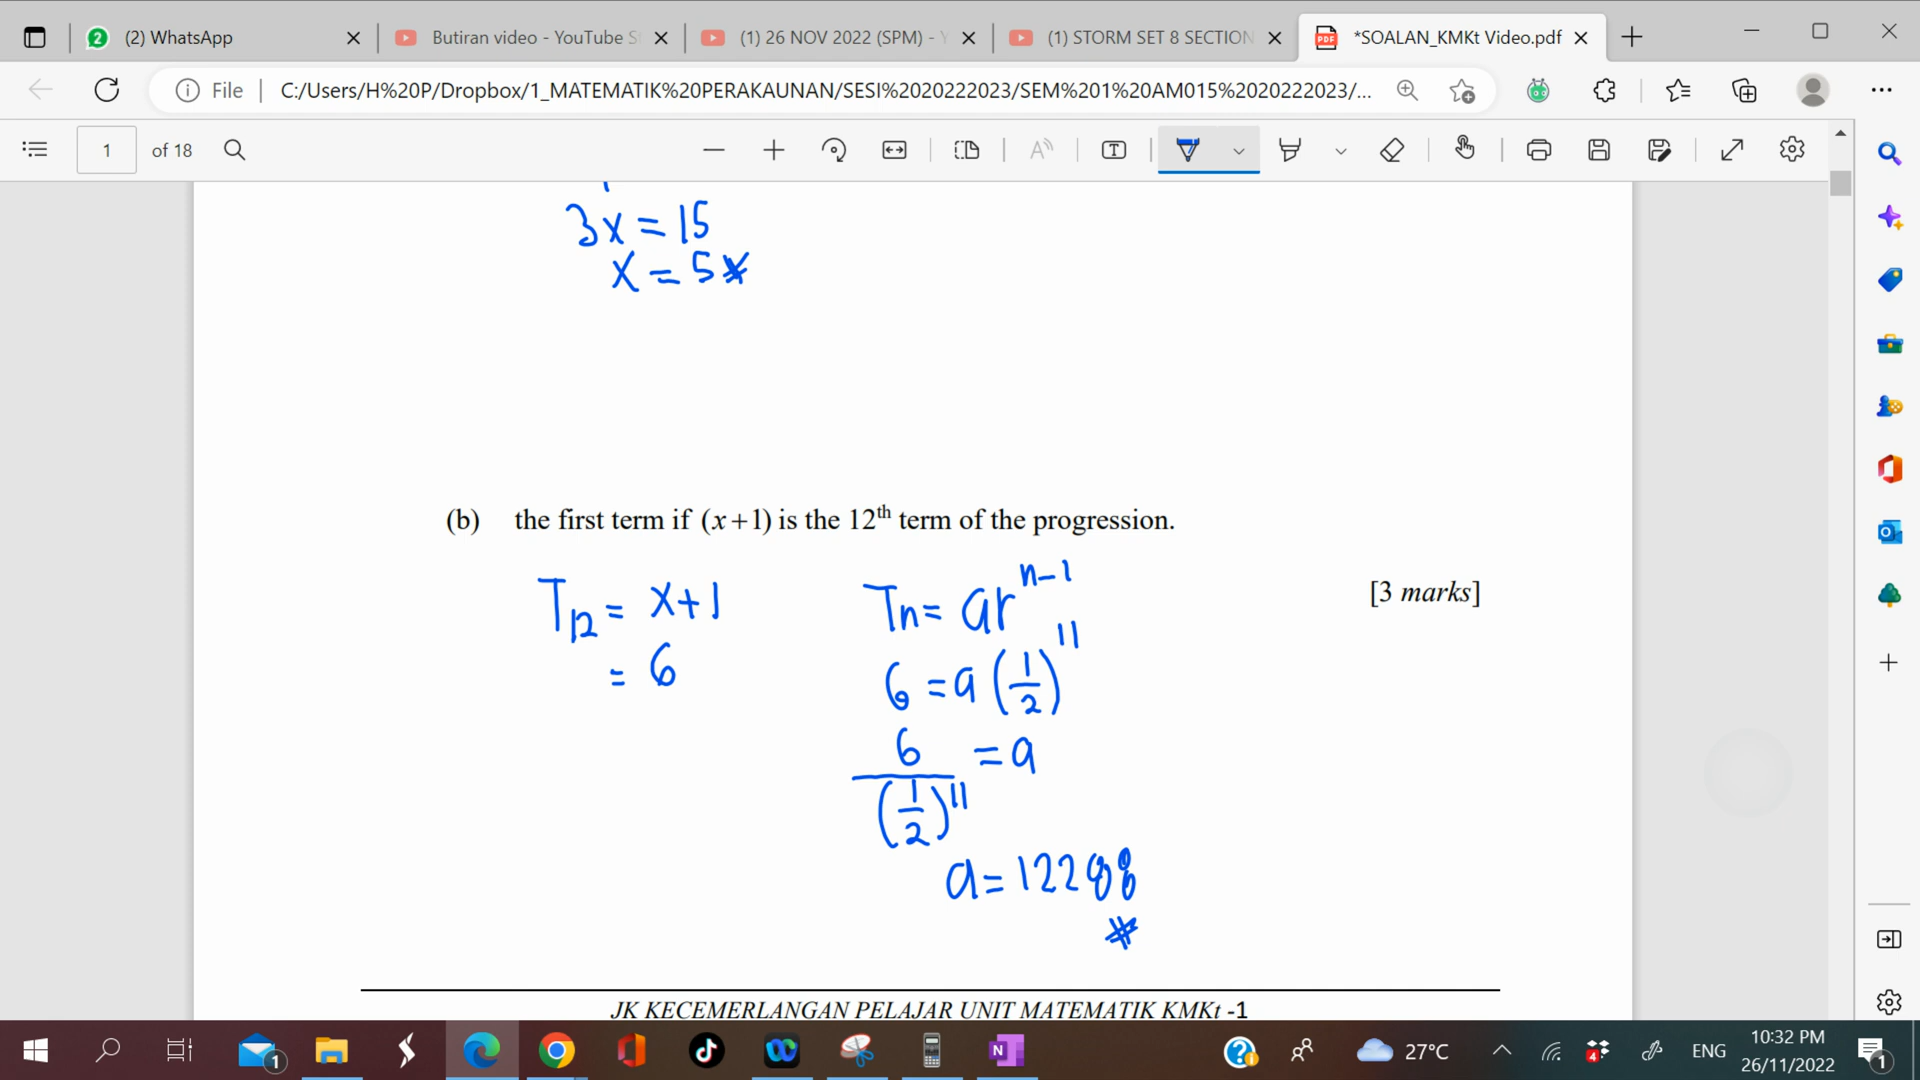 (2) WhatsApp
Butiran video - YouTube S
(1) 26 NOV 2022 (SPM) - Y
(1) STORM SET 8 SECTION
*SOALAN_KMKt Video.pdf
File
C:/Users/H%20P/Dropbox/1_MATEMATIK%20PERAKAUNAN/SESI%2020222023/SEM%201%20AM015%2020222023/...
1 of 18
3x = 15
x = 5 *
(b) the first term if (x+1) is the 12th term of the progression.
[3 marks]
T12 = x+1
= 6
Tn = ar^n-1
6 = a (1/2)^11
6/(1/2)^11 = a
a = 12288
JK KECEMERLANGAN PELAJAR UNIT MATEMATIK KMKt -1
27°C
ENG
10:32 PM
26/11/2022